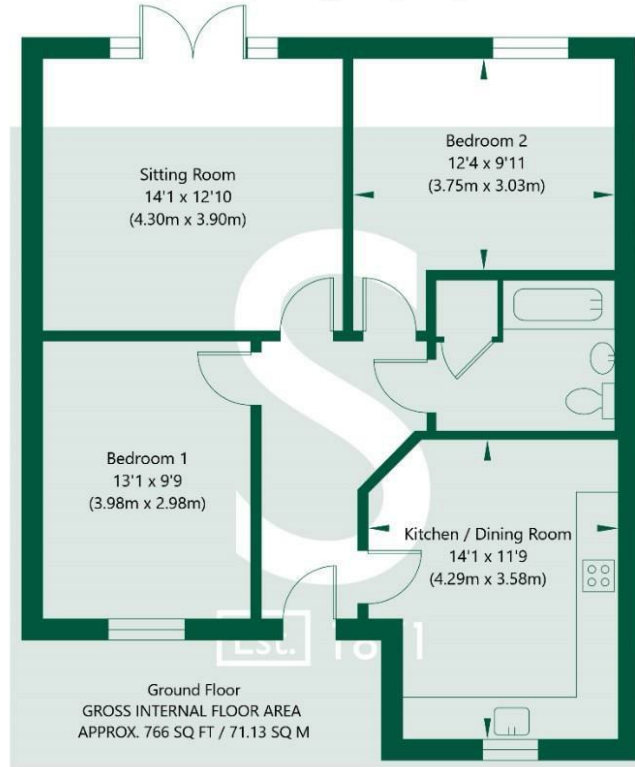 Sitting Room
14'1 x 12'10
(4.30m x 3.90m)
Bedroom 2
12'4 x 9'11
(3.75m x 3.03m)
Bedroom 1
13'1 x 9'9
(3.98m x 2.98m)
Kitchen / Dining Room
14'1 x 11'9
(4.29m x 3.58m)
S
Est.
Ground Floor
GROSS INTERNAL FLOOR AREA
APPROX. 766 SQ FT / 71.13 SQ M